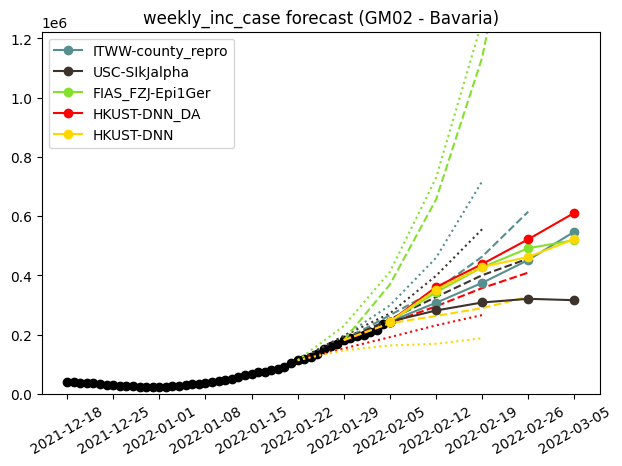 weekly_inc_case forecast (GM02 - Bavaria)
1e6
ITWW-county_repro
USC-SIkJalpha
FIAS_FZJ-Epi1Ger
HKUST-DNN_DA
HKUST-DNN
1.2
1.0
0.8
0.6
0.4
0.2
0.0
2021-12-18
2021-12-25
2022-01-01
2022-01-08
2022-01-15
2022-01-22
2022-01-29
2022-02-05
2022-02-12
2022-02-19
2022-02-26
2022-03-05